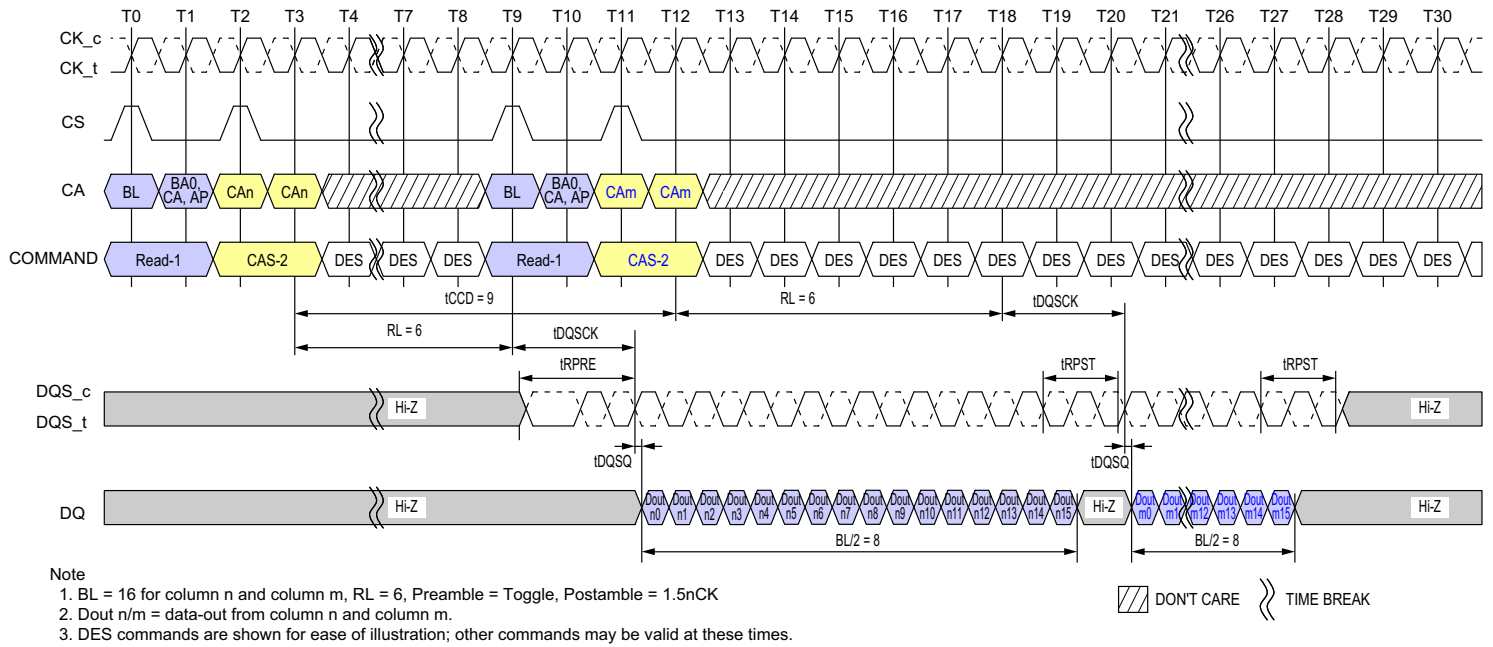 T0 T1 T2 T3 T4 T7 T8 T9 T10 T11 T12 T13 T14 T15 T16 T17 T18 T19 T20 T21 T26 T27 T28 T29 T30
CK_c
CK_t
CS
CA BL BA0, CA, AP CAn CAn BL BA0, CA, AP CAm CAm
COMMAND Read-1 CAS-2 DES DES DES Read-1 CAS-2 DES DES DES DES DES DES DES DES DES DES DES DES DES DES
tCCD = 9 RL = 6 tDQSCK
RL = 6 tDQSCK
tRPRE tRPST tRPST
DQS_c
DQS_t
Hi-Z Hi-Z
tDQSQ tDQSQ
DQ Hi-Z Dout n0 Dout n1 Dout n2 Dout n3 Dout n4 Dout n5 Dout n6 Dout n7 Dout n8 Dout n9 Dout n10 Dout n11 Dout n12 Dout n13 Dout n14 Dout n15 Hi-Z Dout m0 Dout m1 Dout m12 Dout m13 Dout m14 Dout m15 Hi-Z
BL/2 = 8 BL/2 = 8
Note
1. BL = 16 for column n and column m, RL = 6, Preamble = Toggle, Postamble = 1.5nCK
2. Dout n/m = data-out from column n and column m.
3. DES commands are shown for ease of illustration; other commands may be valid at these times.
DON'T CARE TIME BREAK